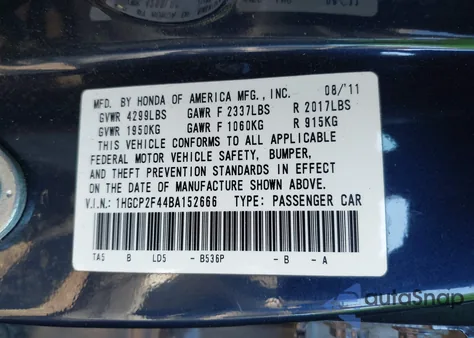 MFD. BY HONDA OF AMERICA MFG., INC. 08/'11
GVWR 4299LBS GAWR F 2337LBS R 2017LBS
GVWR 1950KG GAWR F 1060KG R 915KG
THIS VEHICLE CONFORMS TO ALL APPLICABLE
FEDERAL MOTOR VEHICLE SAFETY, BUMPER,
AND THEFT PREVENTION STANDARDS IN EFFECT
ON THE DATE OF MANUFACTURE SHOWN ABOVE.
V.I.N.: 1HGCP2F44BA152666 TYPE: PASSENGER CAR
TA5 B LD5 - B536P - B - A
autoSnap